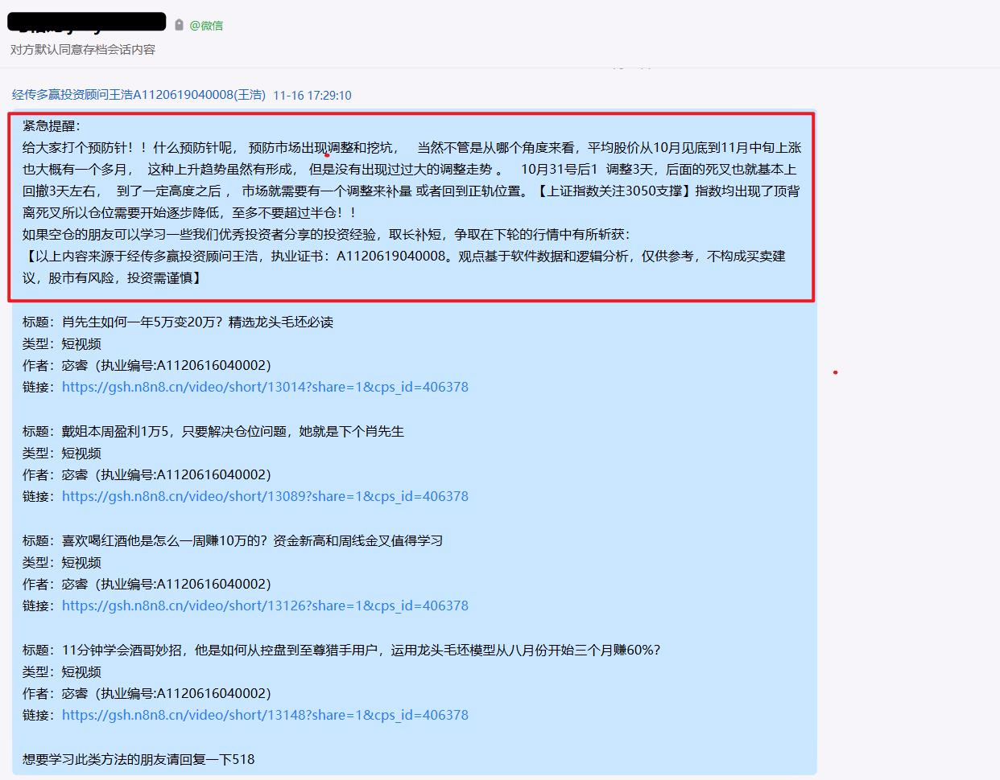 @微信
对方默认同意存档会话内容
经传多赢投资顾问王浩A1120619040008(王浩) 11-16 17:29:10
紧急提醒：
给大家打个预防针！！什么预防针呢， 预防市场出现调整和挖坑， 当然不管是从哪个角度来看，平均股价从10月见底到11月中旬上涨
也大概有一个多月， 这种上升趋势虽然有形成， 但是没有出现过过大的调整走势 。 10月31号后1 调整3天，后面的死叉也就基本上
回撤3天左右， 到了一定高度之后 ， 市场就需要有一个调整来补量 或者回到正轨位置。【上证指数关注3050支撑】指数均出现了顶背
离死叉所以仓位需要开始逐步降低，至多不要超过半仓！！
如果空仓的朋友可以学习一些我们优秀投资者分享的投资经验，取长补短，争取在下轮的行情中有所斩获：
【以上内容来源于经传多赢投资顾问王浩，执业证书：A1120619040008。观点基于软件数据和逻辑分析，仅供参考，不构成买卖建
议，股市有风险，投资需谨慎】
标题：肖先生如何一年5万变20万？精选龙头毛坯必读
类型：短视频
作者：宓睿（执业编号:A1120616040002）
链接：https://gsh.n8n8.cn/video/short/13014?share=1&cps_id=406378
标题：戴姐本周盈利1万5，只要解决仓位问题，她就是下个肖先生
类型：短视频
作者：宓睿（执业编号:A1120616040002）
链接：https://gsh.n8n8.cn/video/short/13089?share=1&cps_id=406378
标题：喜欢喝红酒他是怎么一周赚10万的？资金新高和周线金叉值得学习
类型：短视频
作者：宓睿（执业编号:A1120616040002）
链接：https://gsh.n8n8.cn/video/short/13126?share=1&cps_id=406378
标题：11分钟学会酒哥妙招，他是如何从控盘到至尊猎手用户，运用龙头毛坯模型从八月份开始三个月赚60%？
类型：短视频
作者：宓睿（执业编号:A1120616040002）
链接：https://gsh.n8n8.cn/video/short/13148?share=1&cps_id=406378
想要学习此类方法的朋友请回复一下518